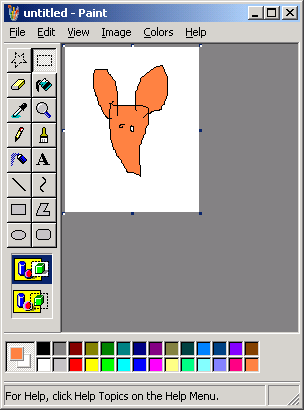 untitled - Paint
File Edit View Image Colors Help
A
For Help, click Help Topics on the Help Menu.